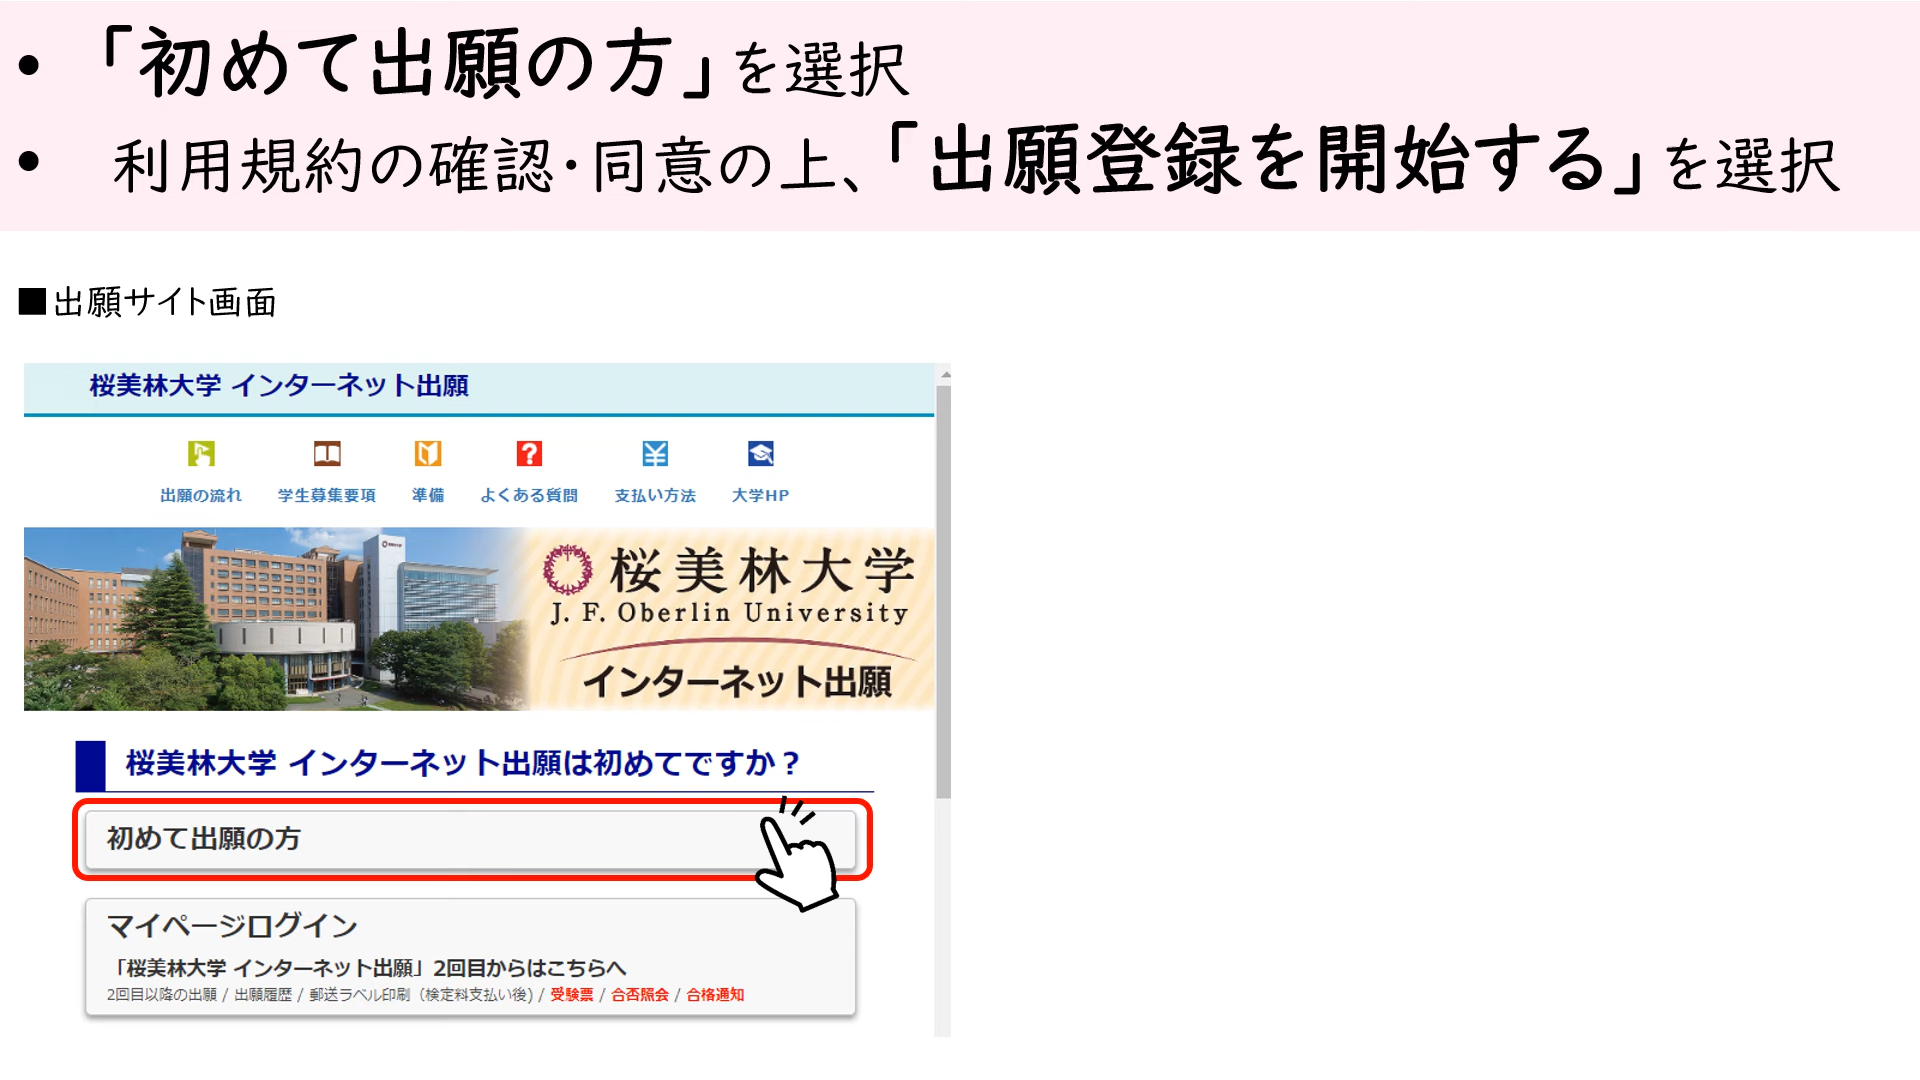 • 「初めて出願の方」を選択
• 利用規約の確認・同意の上、「出願登録を開始する」を選択
■出願サイト画面
桜美林大学 インターネット出願
出願の流れ 学生募集要項 準備 よくある質問 支払い方法 大学HP
桜美林大学
J. F. Oberlin University
インターネット出願
桜美林大学 インターネット出願は初めてですか？
初めて出願の方
マイページログイン
「桜美林大学 インターネット出願」2回目からはこちらへ
2回目以降の出願 / 出願履歴 / 郵送ラベル印刷（検定料支払い後) / 受験票 / 合否照会 / 合格通知